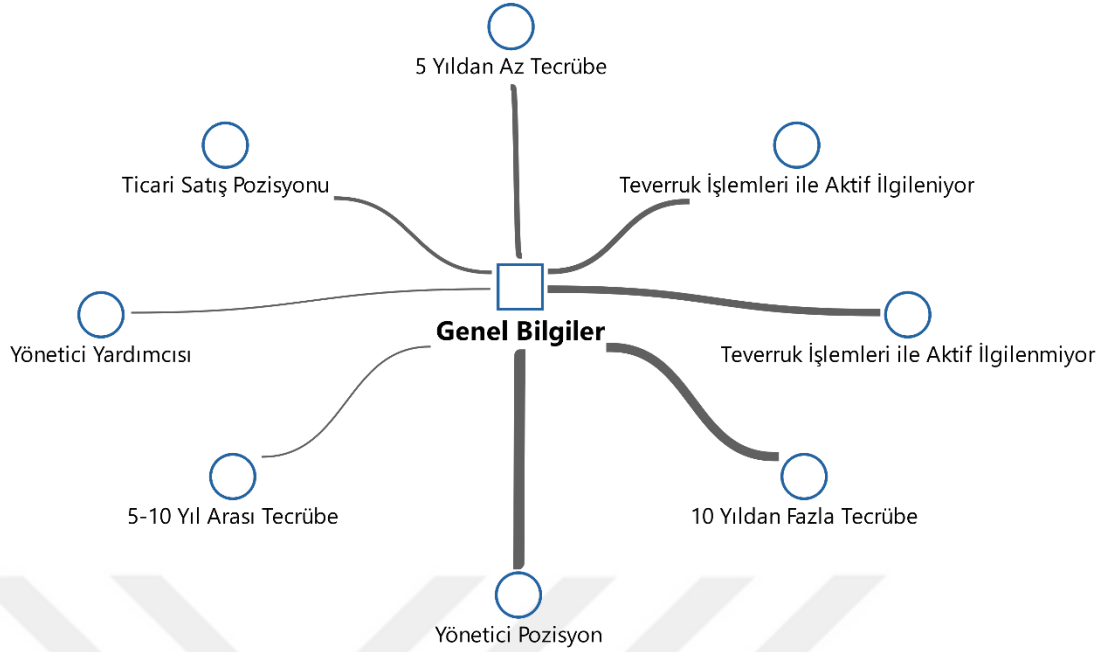 5 Yıldan Az Tecrübe
Ticari Satış Pozisyonu
Teverruk İşlemleri ile Aktif İlgileniyor
Genel Bilgiler
Yönetici Yardımcısı
Teverruk İşlemleri ile Aktif İlgilenmiyor
5-10 Yıl Arası Tecrübe
10 Yıldan Fazla Tecrübe
Yönetici Pozisyon